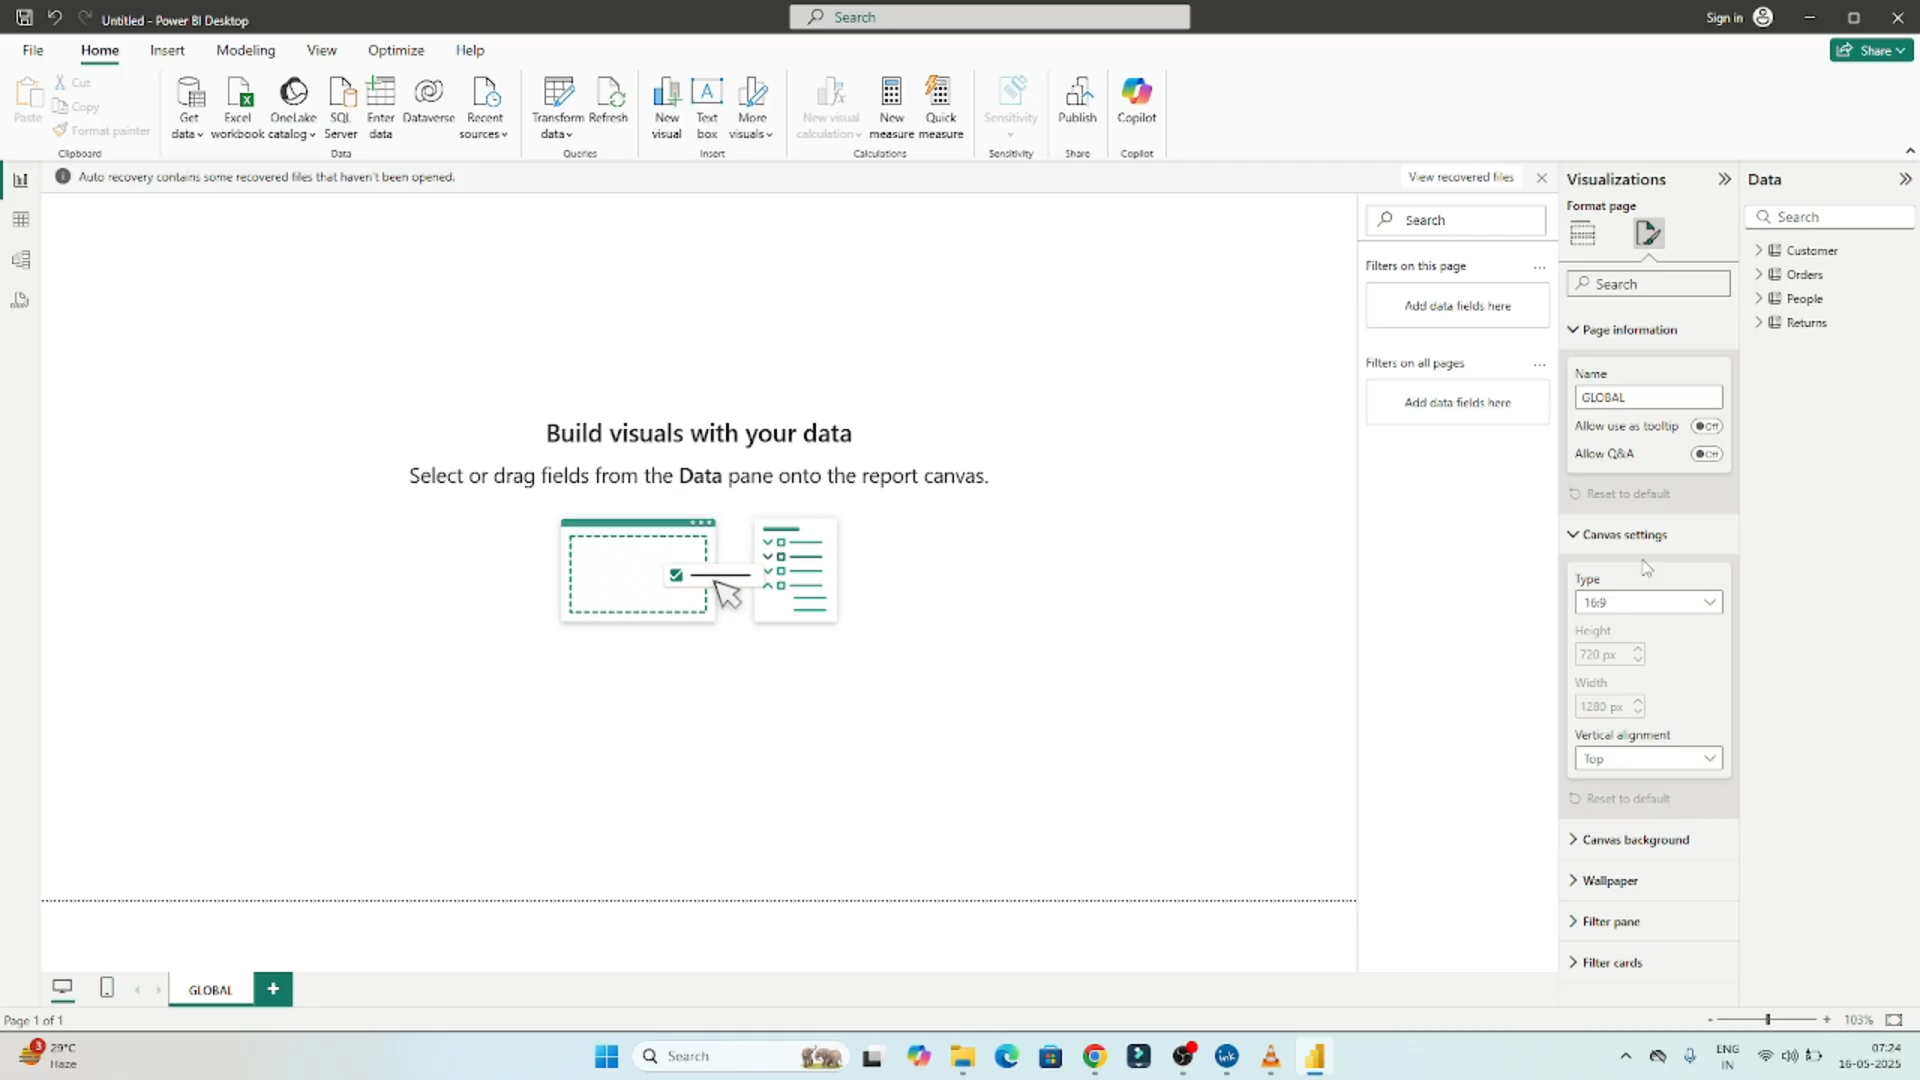 Untitled - Power BI Desktop
Search
Sign in
File
Home
Insert
Modeling
View
Optimize
Help
Share
Paste
Cut
Copy
Format painter
Clipboard
Get data
Excel workbook
OneLake catalog
SQL Server
Enter data
Dataverse
Recent sources
Data
Transform data
Refresh
Queries
New visual
Text box
More visuals
Insert
New visual calculation
New measure
Quick measure
Calculations
Sensitivity
Sensitivity
Publish
Share
Copilot
Copilot
Auto recovery contains some recovered files that haven't been opened.
View recovered files
Build visuals with your data
Select or drag fields from the Data pane onto the report canvas.
Search
Filters on this page
Add data fields here
Filters on all pages
Add data fields here
Visualizations
Format page
Search
Page information
Name
GLOBAL
Allow use as tooltip
Off
Allow Q&A
Off
Reset to default
Canvas settings
Type
16:9
Height
720 px
Width
1280 px
Vertical alignment
Top
Reset to default
Canvas background
Wallpaper
Filter pane
Filter cards
Data
Search
Customer
Orders
People
Returns
GLOBAL
Page 1 of 1
103%
3
29°C
Haze
Search
ink
ENG
IN
07:24
16-05-2025